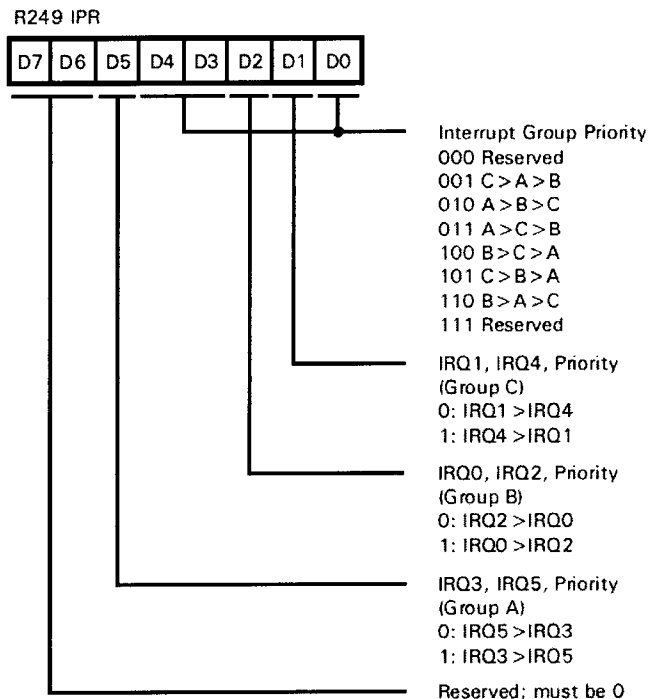 R249 IPR
D7 D6 D5 D4 D3 D2 D1 D0
Interrupt Group Priority
000 Reserved
001 C>A>B
010 A>B>C
011 A>C>B
100 B>C>A
101 C>B>A
110 B>A>C
111 Reserved
IRQ1, IRQ4, Priority
(Group C)
0: IRQ1>IRQ4
1: IRQ4>IRQ1
IRQ0, IRQ2, Priority
(Group B)
0: IRQ2>IRQ0
1: IRQ0>IRQ2
IRQ3, IRQ5, Priority
(Group A)
0: IRQ5>IRQ3
1: IRQ3>IRQ5
Reserved; must be 0